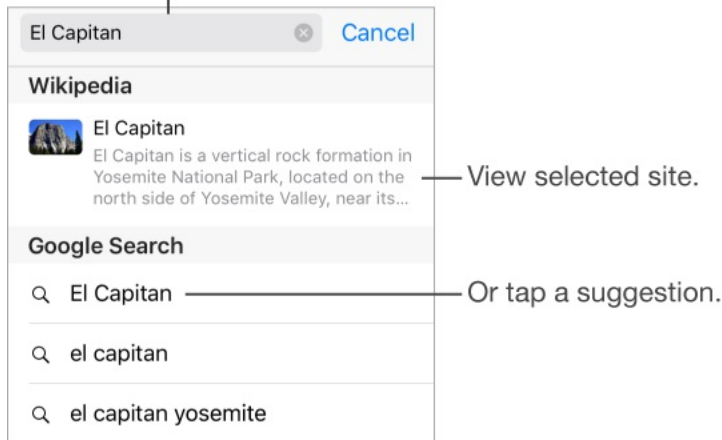 El Capitan Cancel
Wikipedia
El Capitan
El Capitan is a vertical rock formation in
Yosemite National Park, located on the
north side of Yosemite Valley, near its...
View selected site.
Google Search
El Capitan
Or tap a suggestion.
el capitan
el capitan yosemite